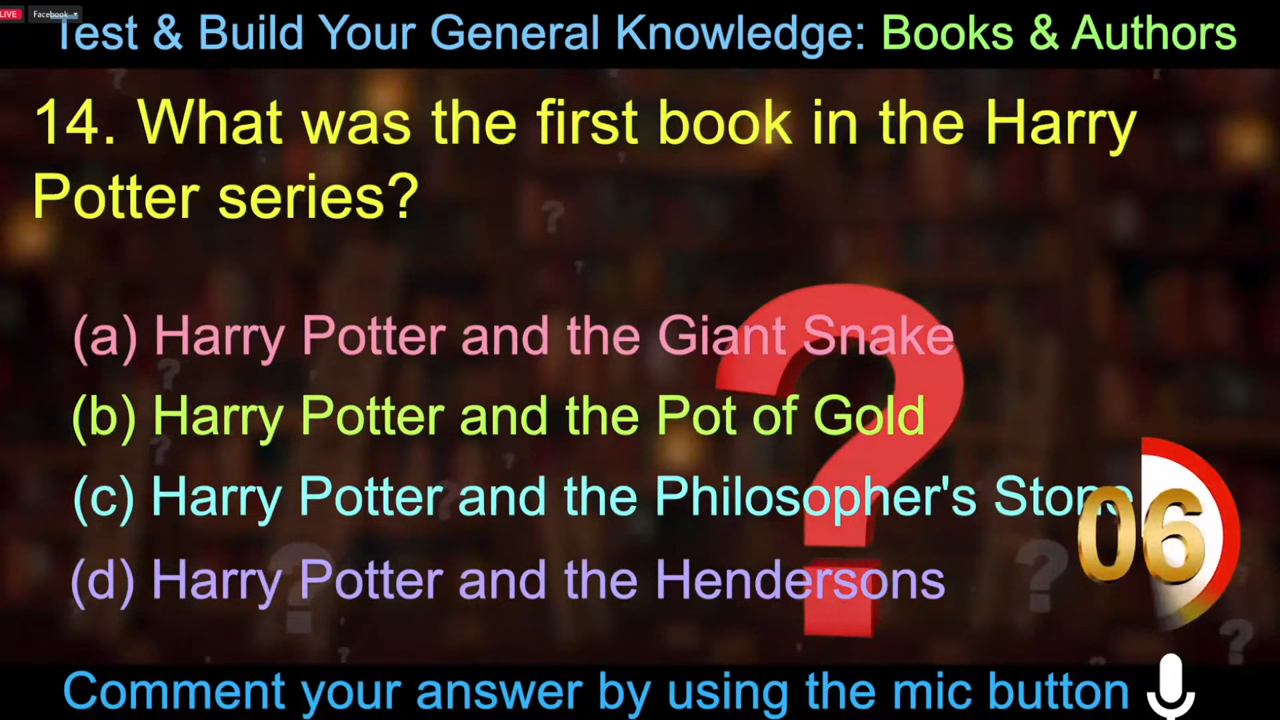 LIVE Facebook
Test & Build Your General Knowledge: Books & Authors
14. What was the first book in the Harry
Potter series?
(a) Harry Potter and the Giant Snake
(b) Harry Potter and the Pot of Gold
(c) Harry Potter and the Philosopher's Stone
06
(d) Harry Potter and the Hendersons
Comment your answer by using the mic button